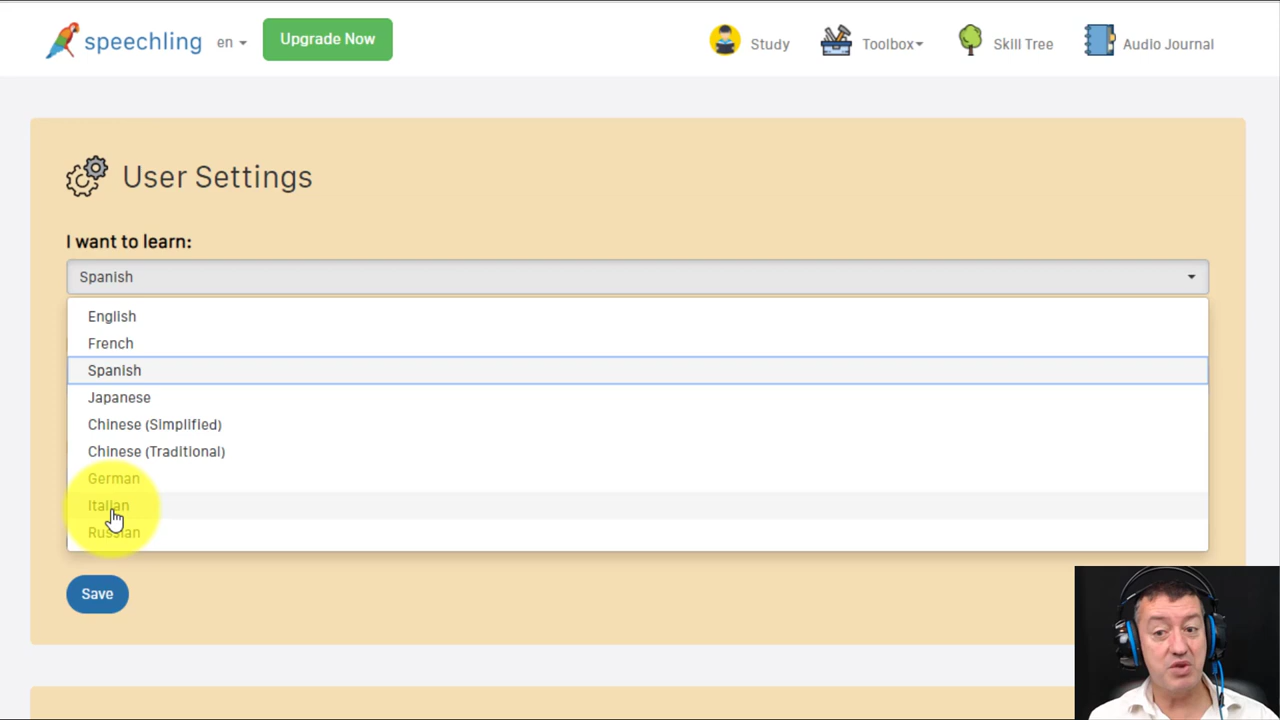 speechling en Upgrade Now Study Toolbox Skill Tree Audio Journal
User Settings
I want to learn:
Spanish
English
French
Spanish
Japanese
Chinese (Simplified)
Chinese (Traditional)
German
Italian
Russian
Save